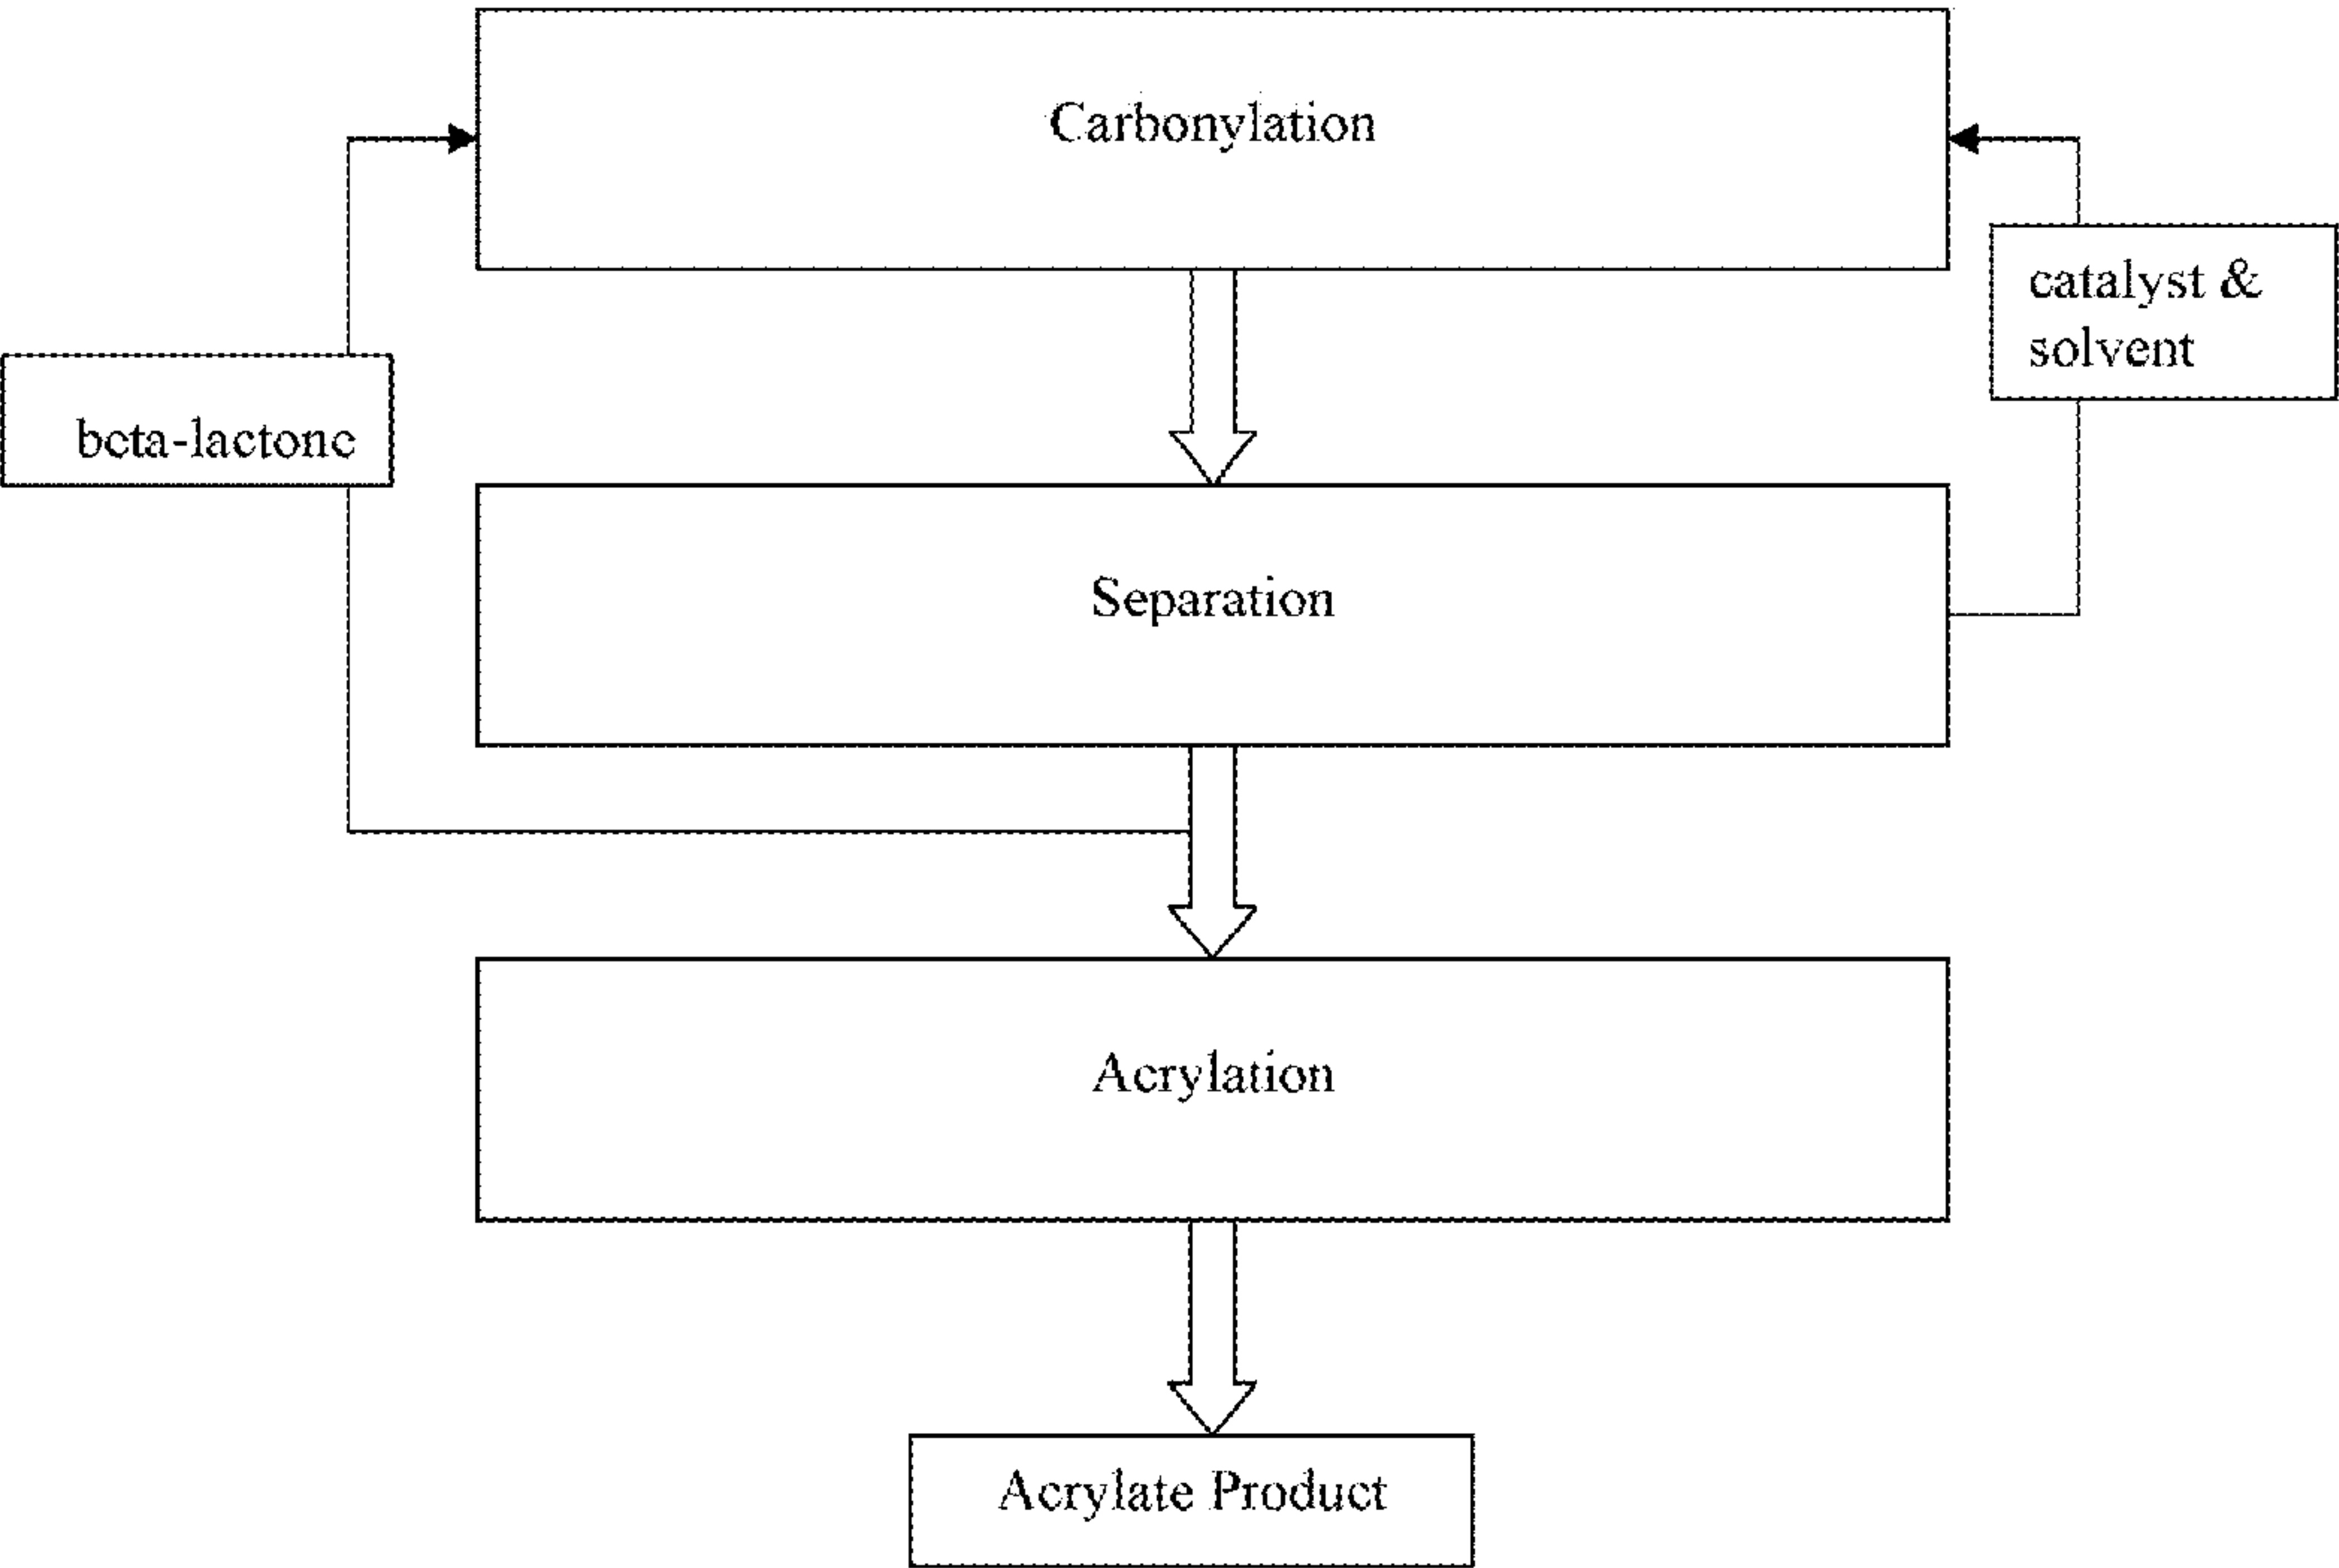 Carbonylation
catalyst &
solvent
beta-lactone
Separation
Acrylation
Acrylate Product